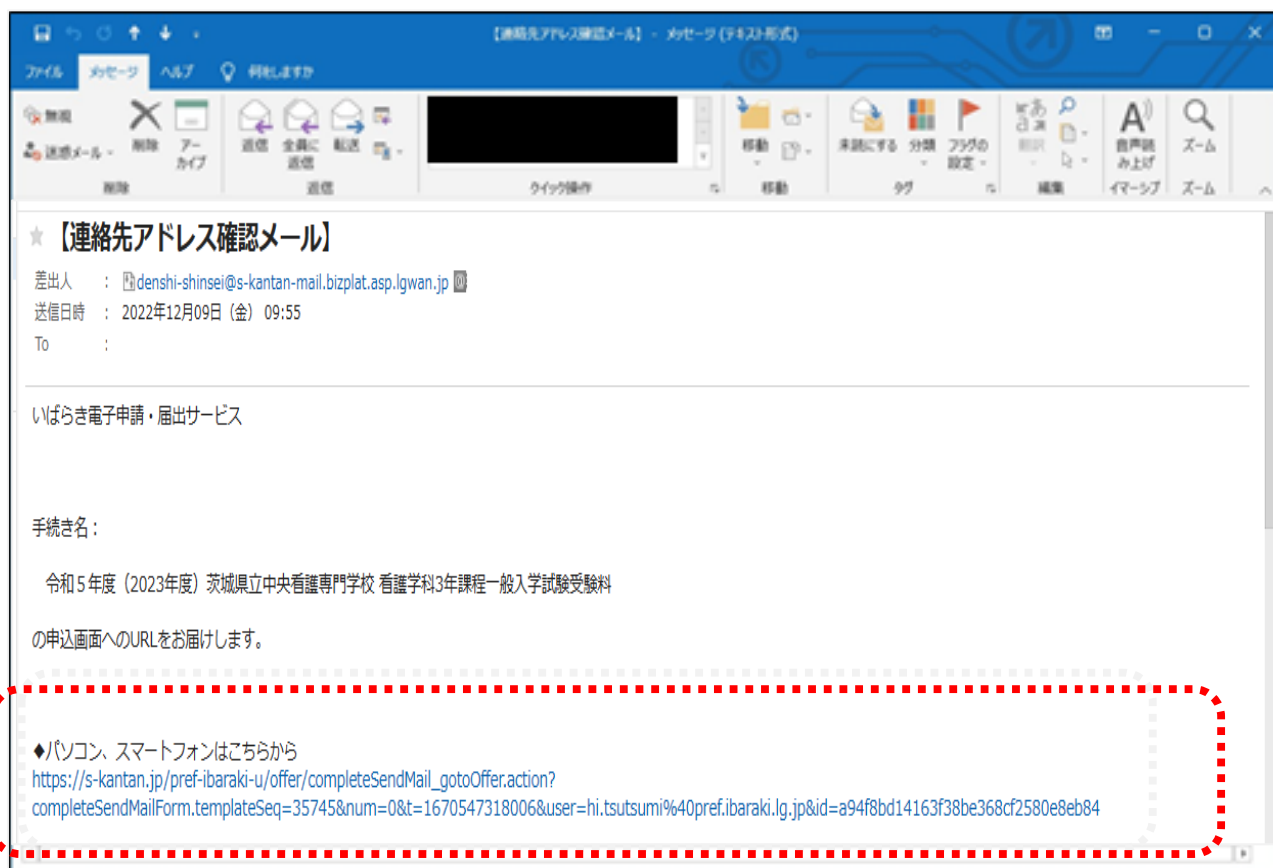 【連絡先アドレス確認メール】 - メッセージ (テキスト形式)
ファイル メッセージ ヘルプ 何をしますか
無視
迷惑メール
削除
アーカイブ
返信
全員に返信
転送
移動
未読にする
分類
フラグの設定
翻訳
音声読み上げ
ズーム
削除 返信 クイック操作 移動 タグ 編集 イマーシブ ズーム
【連絡先アドレス確認メール】
差出人 : denshi-shinsei@s-kantan-mail.bizplat.asp.lgwan.jp
送信日時 : 2022年12月09日 (金) 09:55
To :
いばらき電子申請・届出サービス
手続き名：
令和５年度（2023年度）茨城県立中央看護専門学校 看護学科3年課程一般入学試験受験料
の申込画面へのURLをお届けします。
◆パソコン、スマートフォンはこちらから
https://s-kantan.jp/pref-ibaraki-u/offer/completeSendMail_gotoOffer.action?
completeSendMailForm.templateSeq=35745&num=0&t=1670547318006&user=hi.tsutsumi%40pref.ibaraki.lg.jp&id=a94f8bd14163f38be368cf2580e8eb84